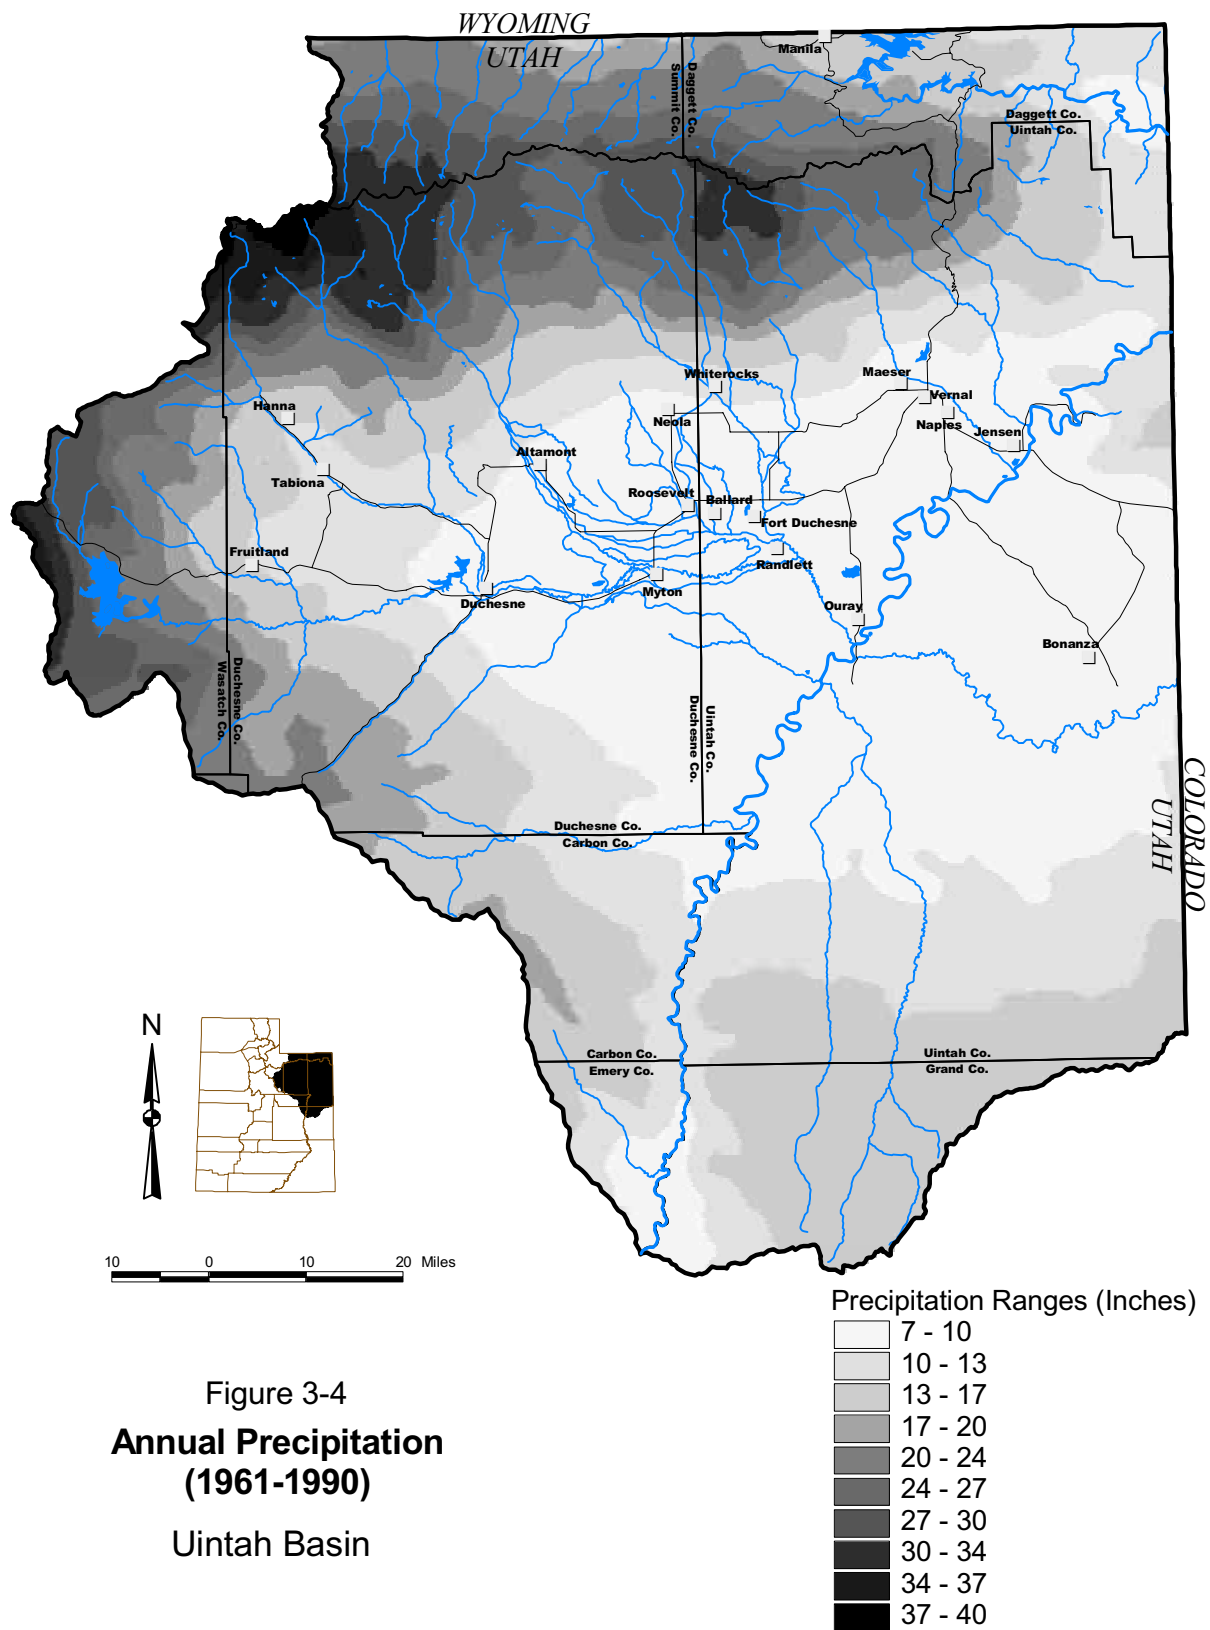 WYOMING
UTAH
Manila
Daggett Co.
Summit Co.
Daggett Co.
Uintah Co.
Whiterocks
Maeser
Vernal
Hanna
Neola
Naples
Jensen
Altamont
Tabiona
Roosevelt
Ballard
Fort Duchesne
Fruitland
Randlett
Duchesne
Myton
Ouray
Bonanza
Duchesne Co.
Wasatch Co.
Uintah Co.
Duchesne Co.
COLORADO
UTAH
Duchesne Co.
Carbon Co.
N
Carbon Co.
Emery Co.
Uintah Co.
Grand Co.
10 0 10 20 Miles
Precipitation Ranges (Inches)
7 - 10
10 - 13
13 - 17
17 - 20
20 - 24
24 - 27
27 - 30
30 - 34
34 - 37
37 - 40
Figure 3-4
Annual Precipitation
(1961-1990)
Uintah Basin